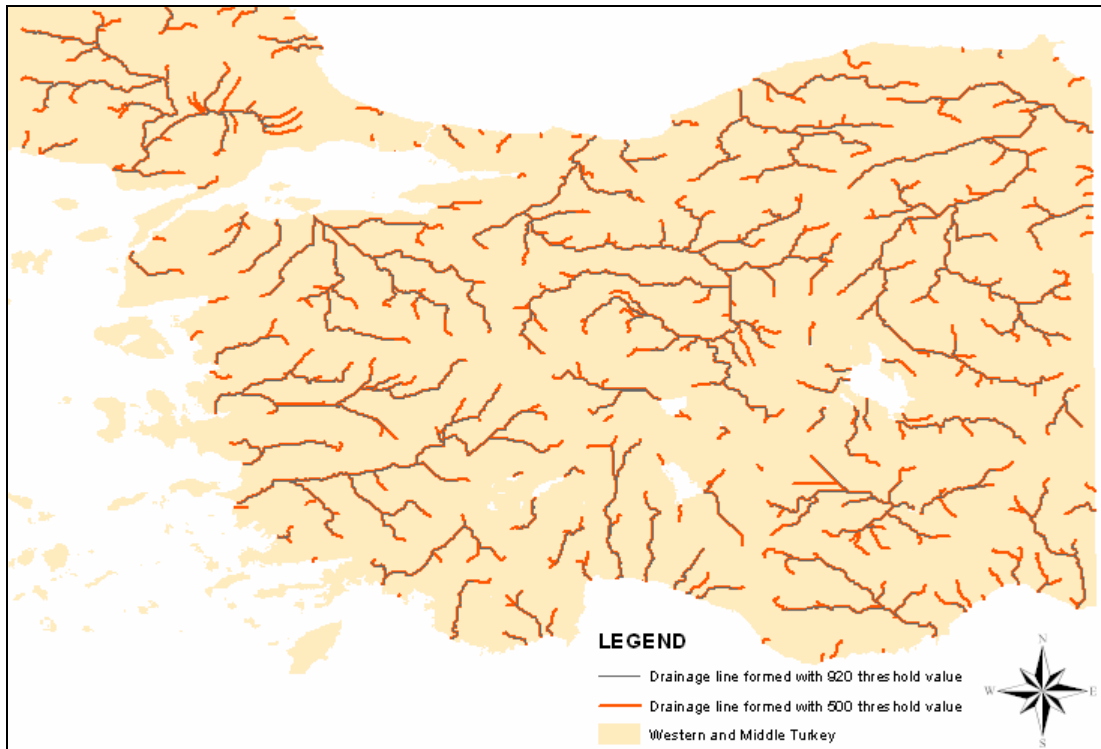 LEGEND
Drainage line formed with 920 threshold value
Drainage line formed with 500 threshold value
Western and Middle Turkey
N
W E
S